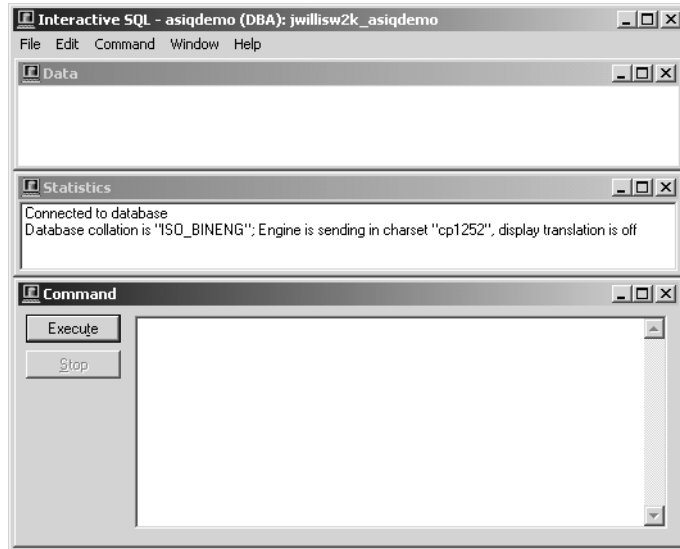 Interactive SQL - asiqdemo (DBA): jwillisw2k_asiqdemo
File Edit Command Window Help
Data
Statistics
Connected to database
Database collation is "ISO_BINENG"; Engine is sending in charset "cp1252", display translation is off
Command
Execute
Stop